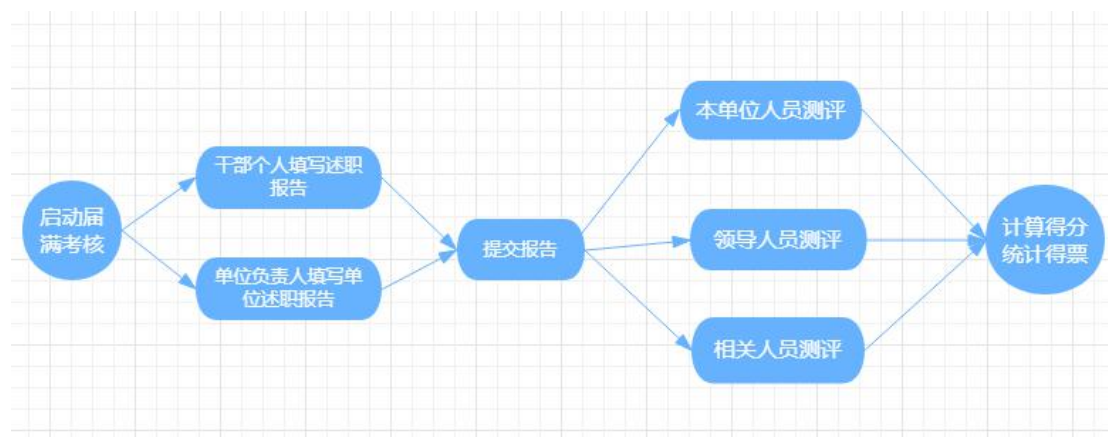 启动届
满考核
干部个人填写述职
报告
单位负责人填写单
位述职报告
提交报告
本单位人员测评
领导人员测评
相关人员测评
计算得分
统计得票